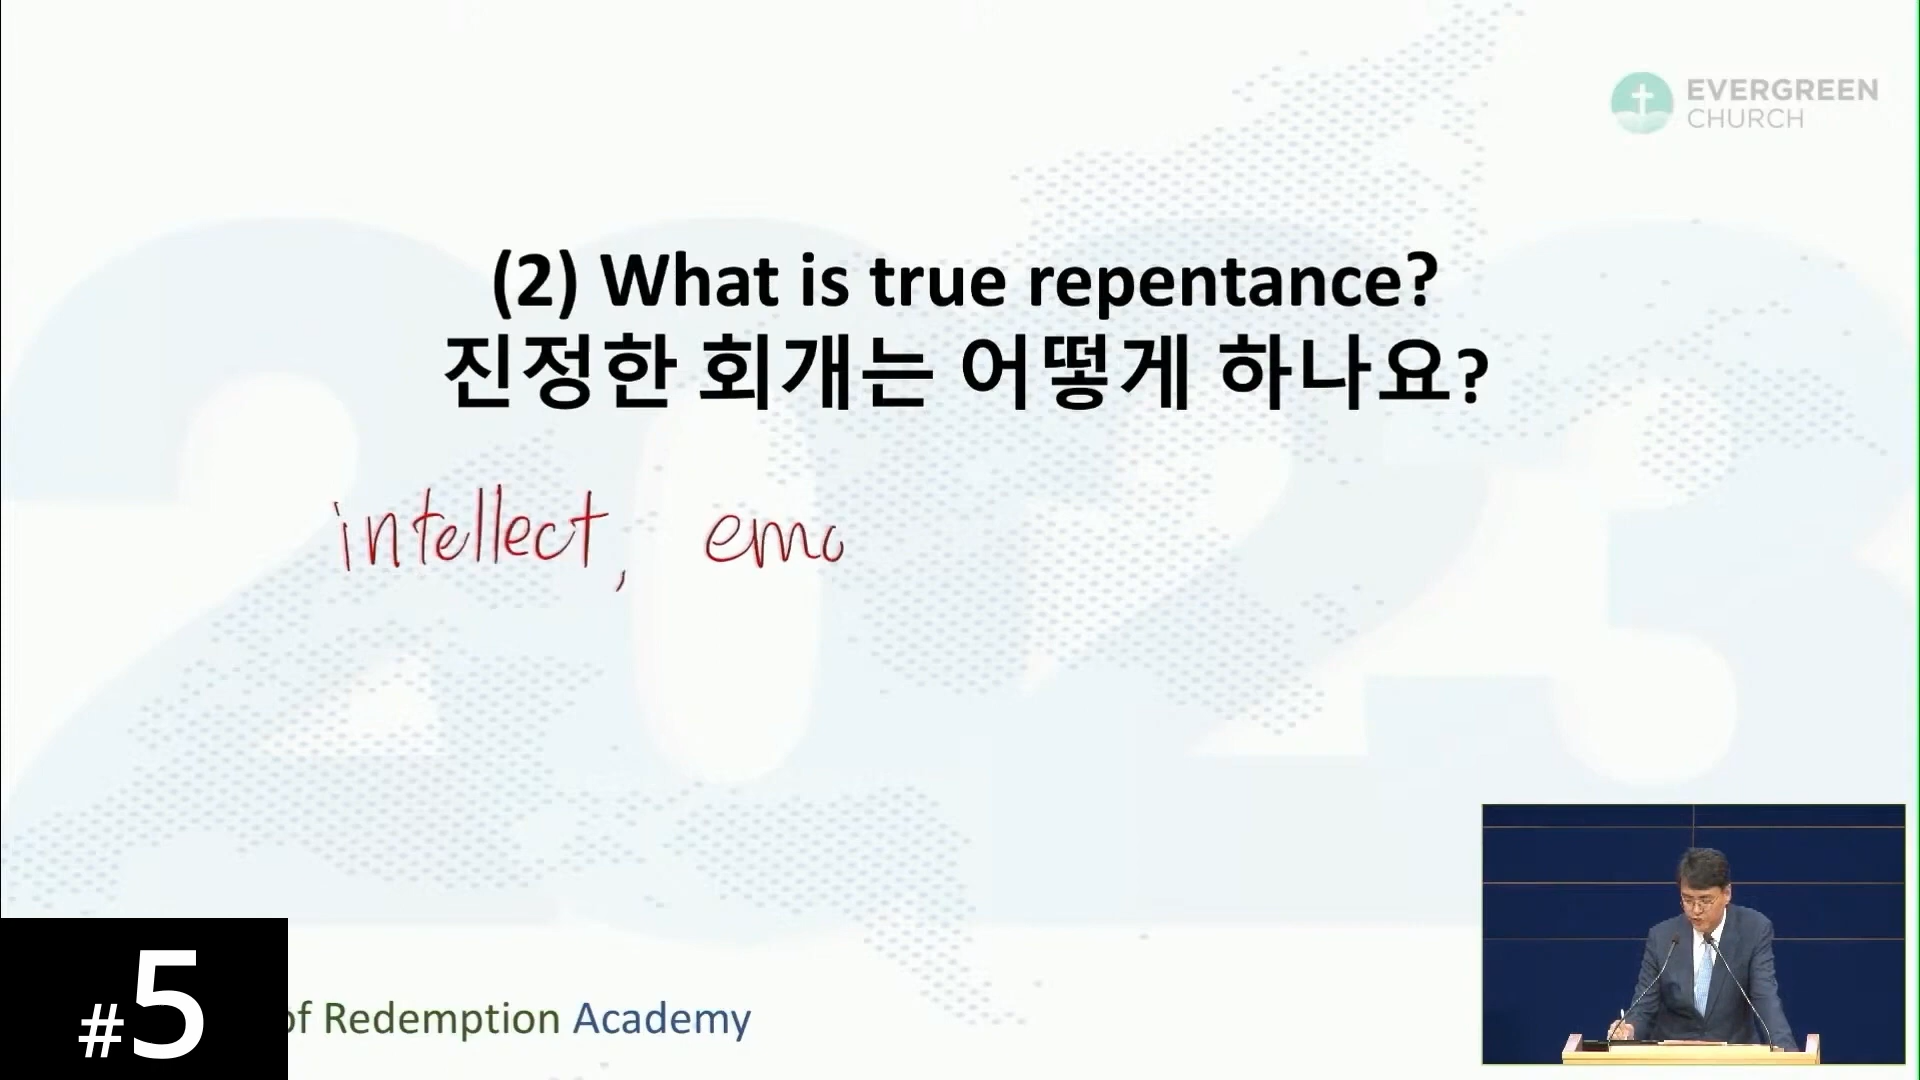 EVERGREEN
CHURCH
(2) What is true repentance?
진정한 회개는 어떻게 하나요?
intellect, emo
#5
of Redemption Academy